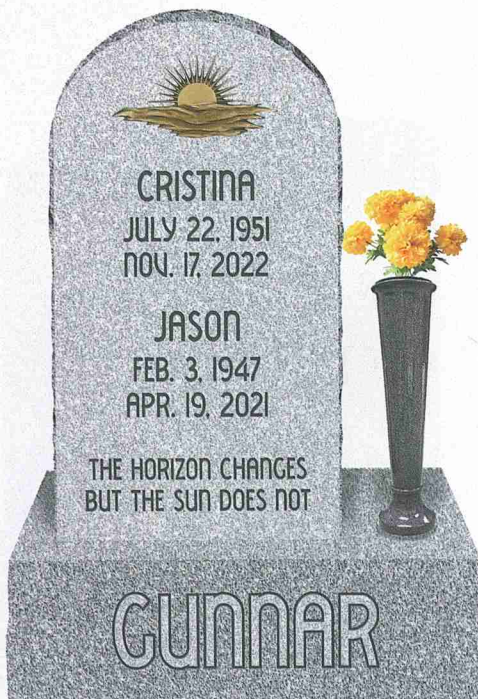 CRISTINA
JULY 22, 1951
NOV. 17, 2022
JASON
FEB. 3, 1947
APR. 19, 2021
THE HORIZON CHANGES
BUT THE SUN DOES NOT
GUNNAR